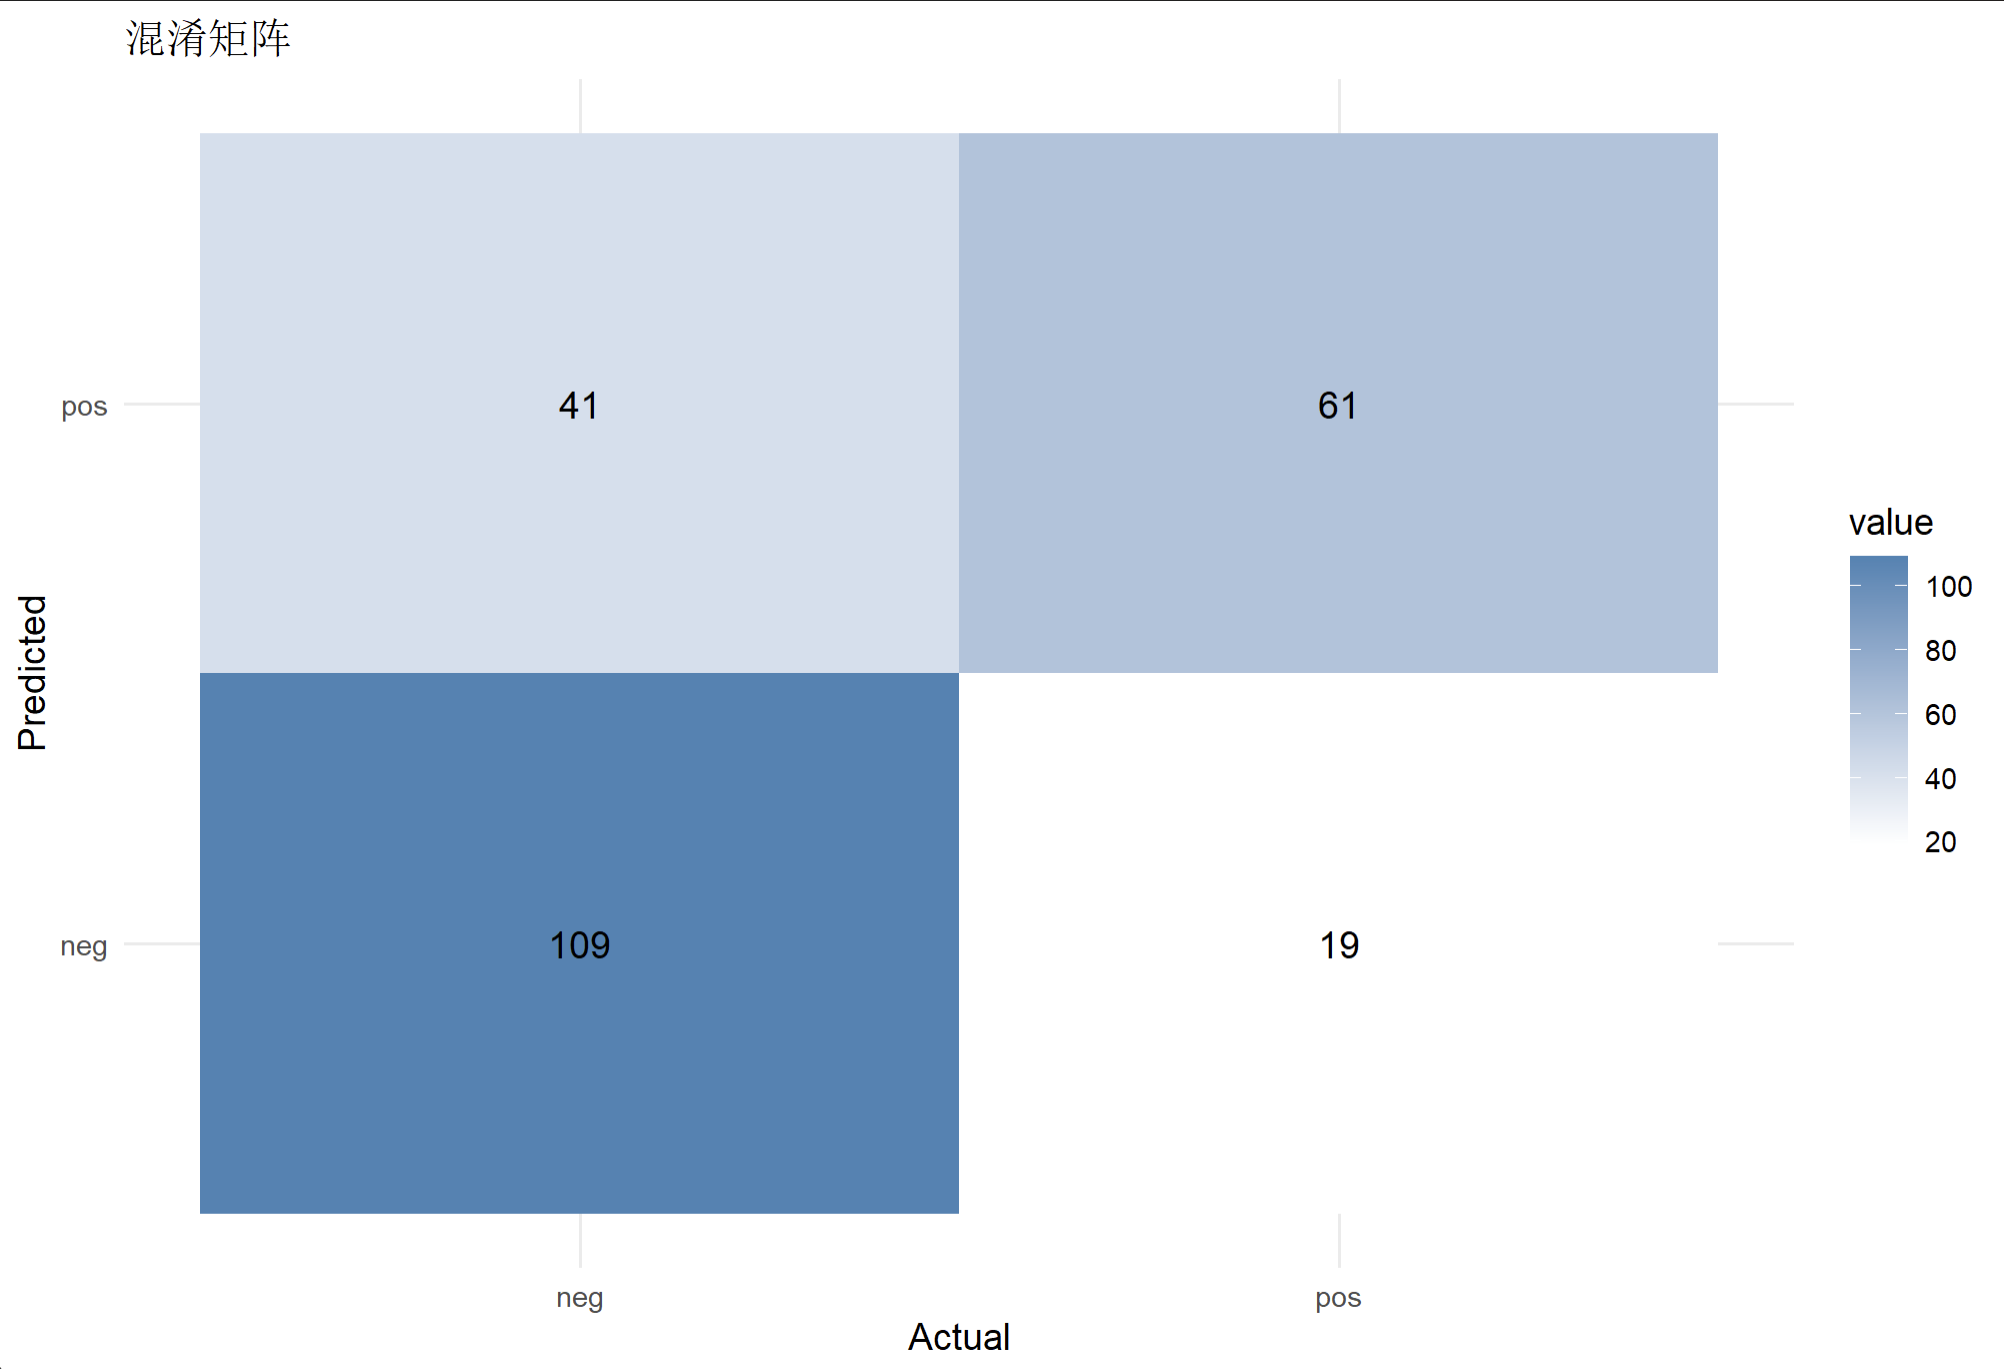 混淆矩阵
pos
41
61
neg
109
19
neg
pos
Actual
Predicted
value
100
80
60
40
20